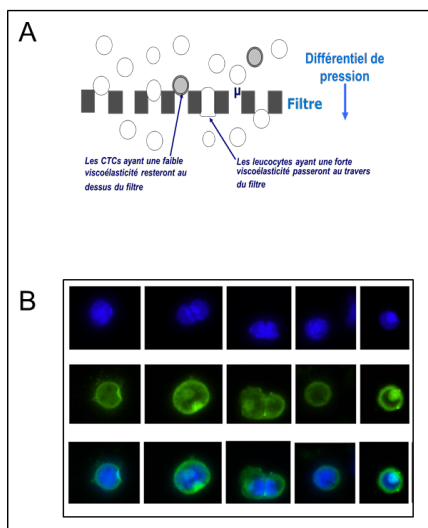 A
Différentiel de
pression
μ
Filtre
Les CTCs ayant une faible
viscoélasticité resteront au
dessus du filtre
Les leucocytes ayant une forte
viscoélasticité passeront au travers
du filtre
B